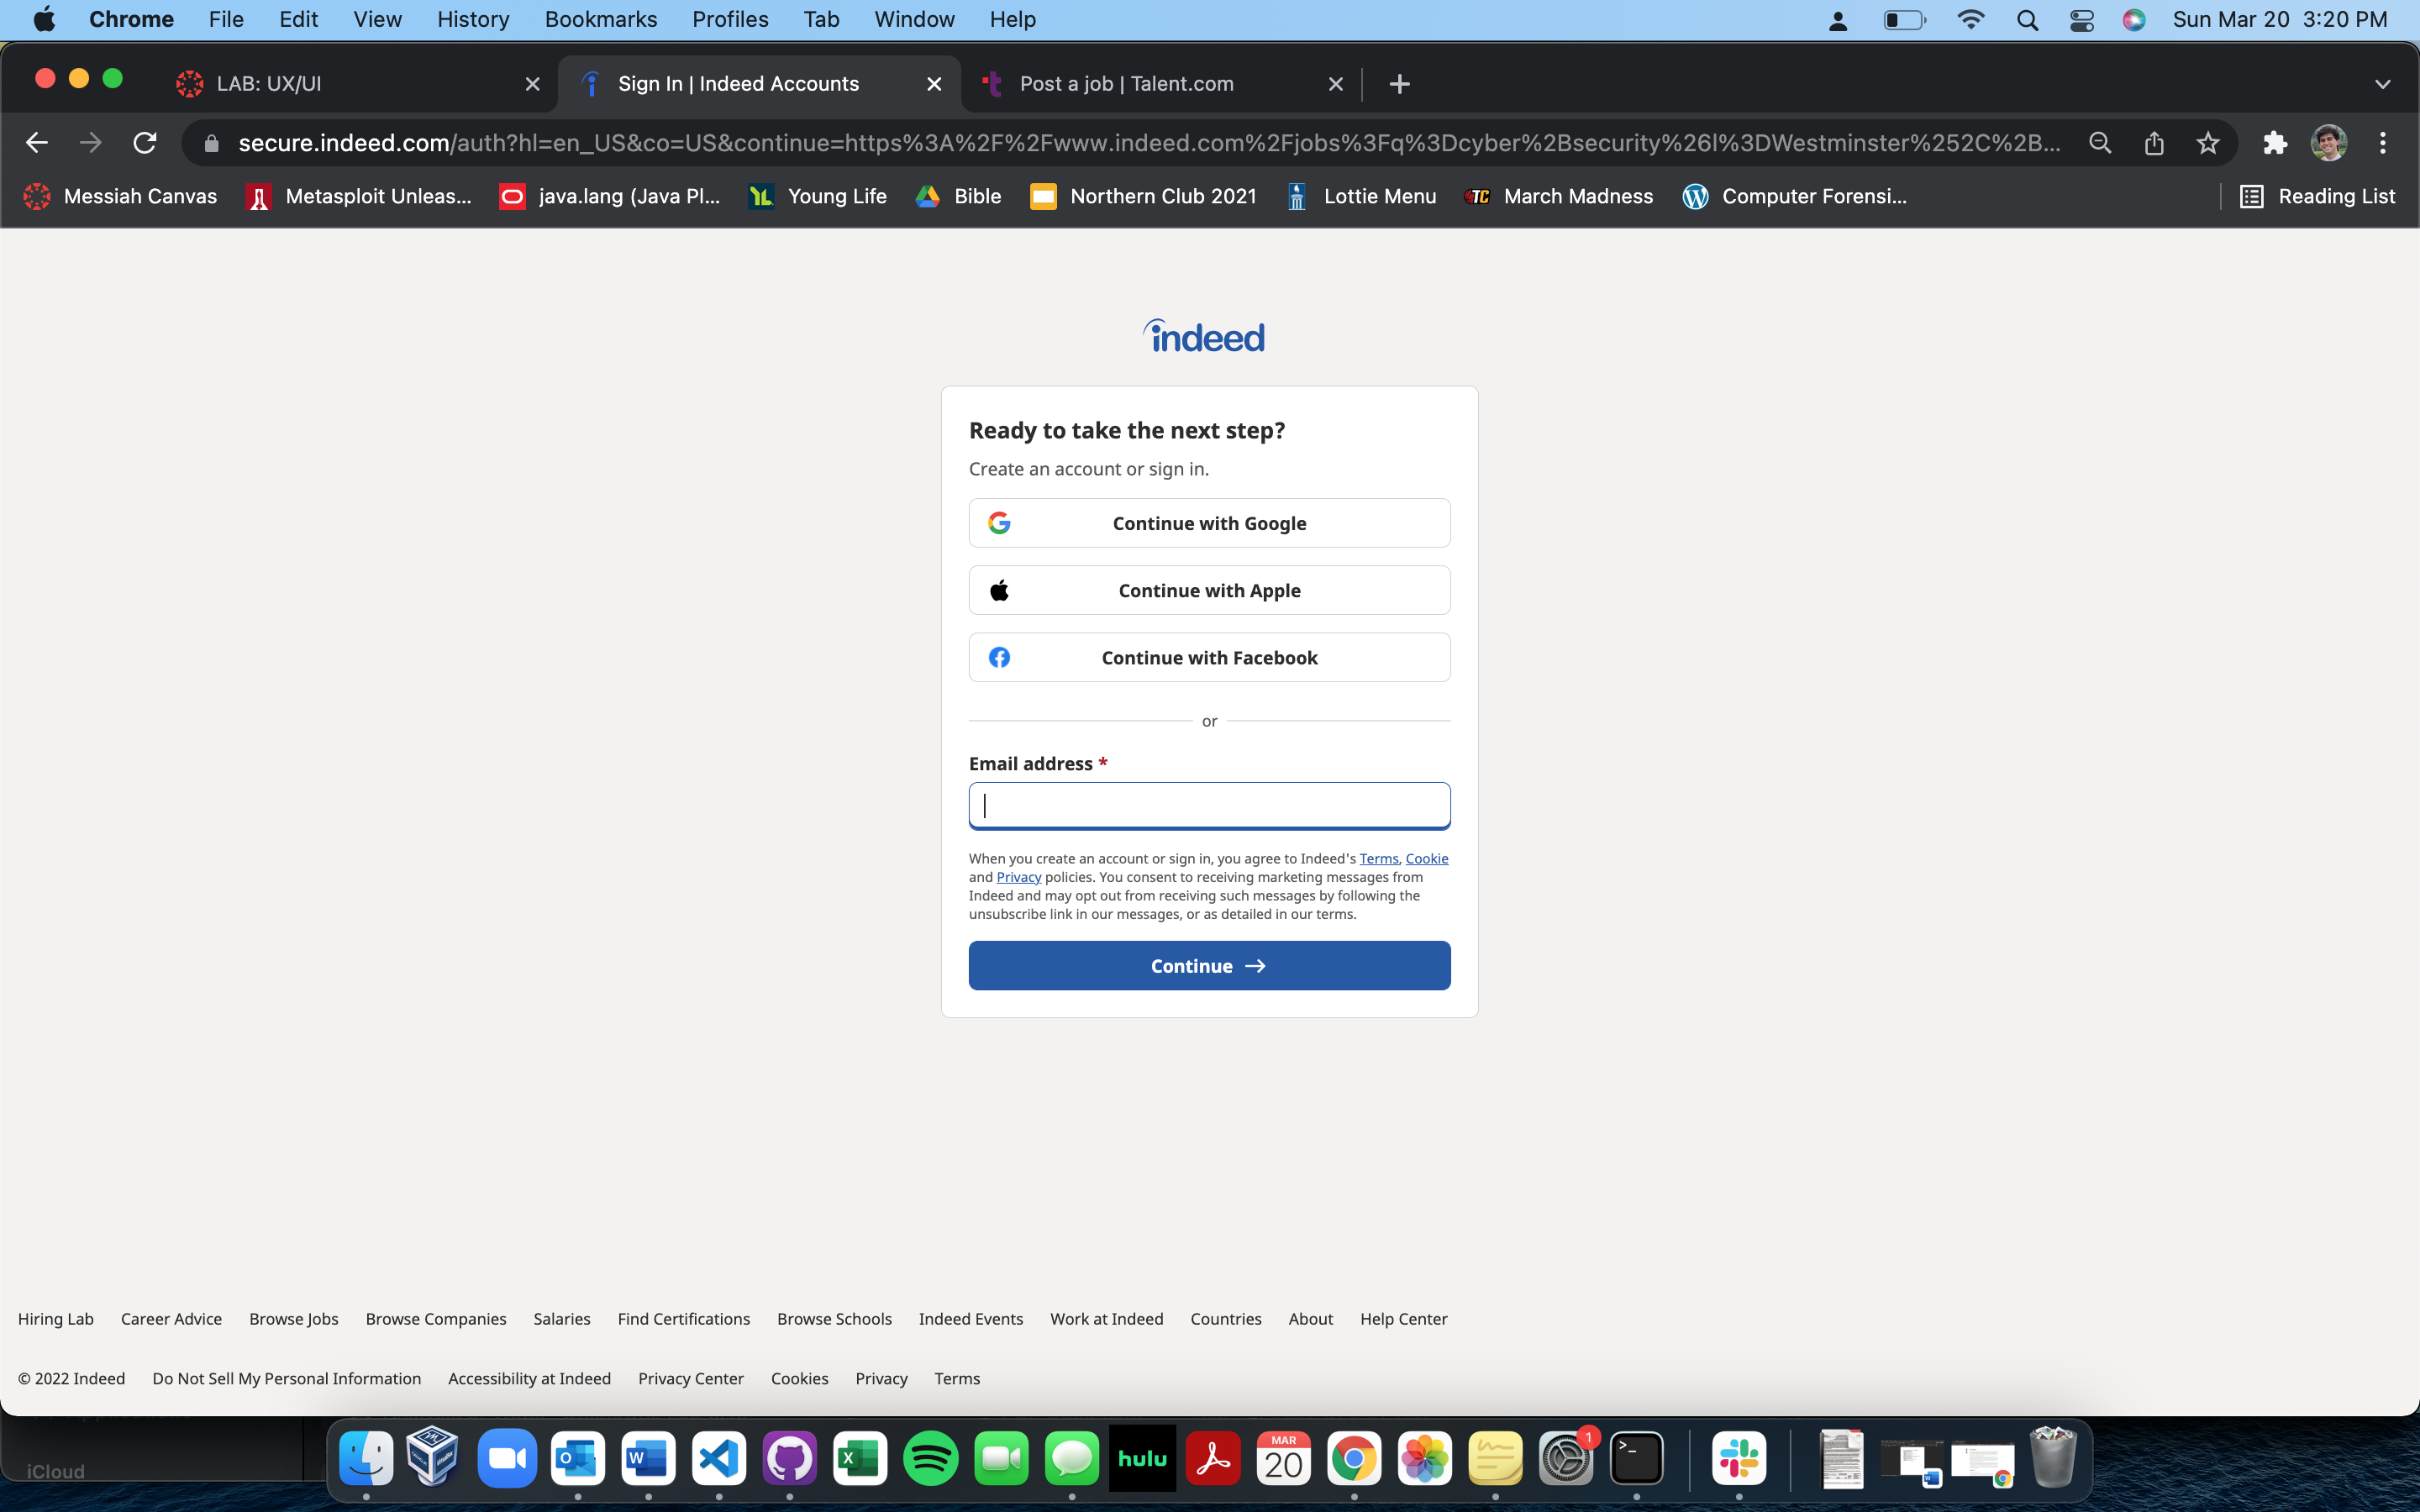 Chrome File Edit View History Bookmarks Profiles Tab Window Help Sun Mar 20 3:20 PM
LAB: UX/UI Sign In | Indeed Accounts Post a job | Talent.com
secure.indeed.com/auth?hl=en_US&co=US&continue=https%3A%2F%2Fwww.indeed.com%2Fjobs%3Fq%3Dcyber%2Bsecurity%26l%3DWestminster%252C%2B...
Messiah Canvas Metasploit Unleas... java.lang (Java Pl... Young Life Bible Northern Club 2021 Lottie Menu March Madness Computer Forensi... Reading List
indeed
Ready to take the next step?
Create an account or sign in.
Continue with Google
Continue with Apple
Continue with Facebook
or
Email address *
When you create an account or sign in, you agree to Indeed's Terms, Cookie
and Privacy policies. You consent to receiving marketing messages from
Indeed and may opt out from receiving such messages by following the
unsubscribe link in our messages, or as detailed in our terms.
Continue →
Hiring Lab Career Advice Browse Jobs Browse Companies Salaries Find Certifications Browse Schools Indeed Events Work at Indeed Countries About Help Center
© 2022 Indeed Do Not Sell My Personal Information Accessibility at Indeed Privacy Center Cookies Privacy Terms
iCloud
hulu
MAR
20
1